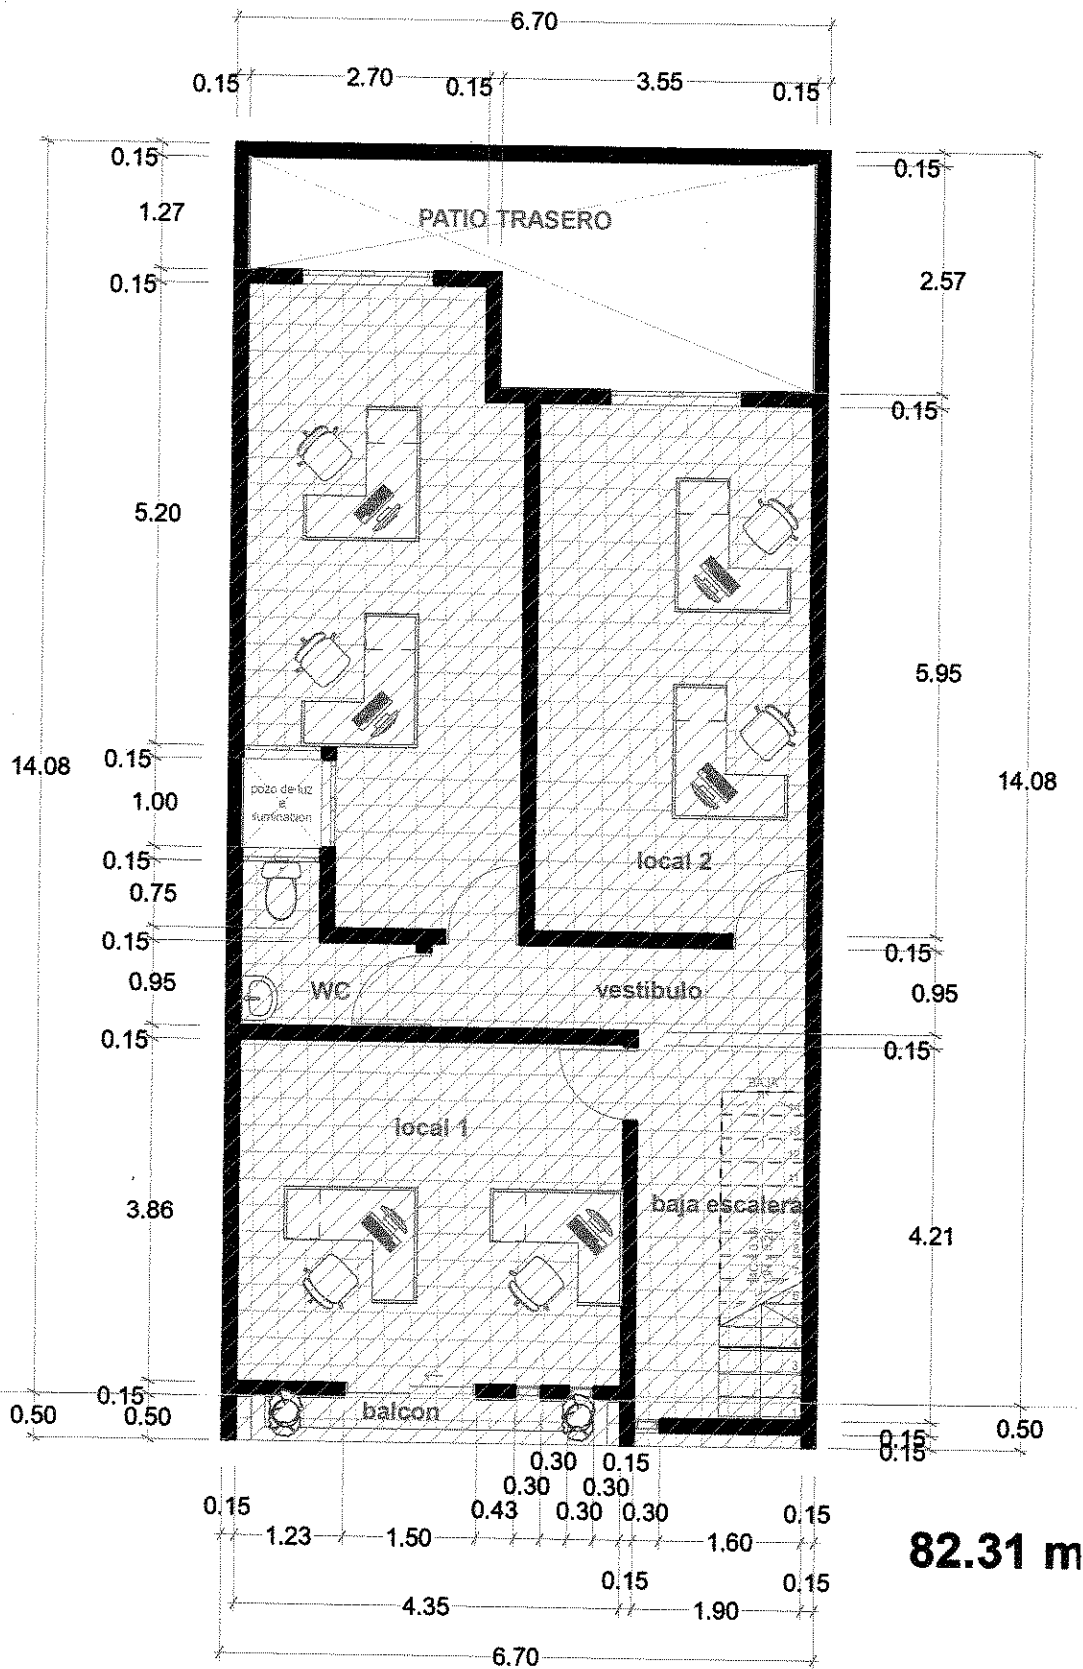 6.70
0.15 2.70 0.15 3.55 0.15
0.15 0.15
1.27 PATIO TRASERO
0.15 2.57
0.15
5.20
5.95
0.15
14.08 14.08
1.00 pozo de luz
e
ilumination
0.15 local 2
0.75
0.15 0.15
0.95 WC vestibulo 0.95
0.15 0.15
BAJA
local 1
3.86 baja escalera
4.21
0.15
0.50 0.50 balcon 0.50
0.15
0.15
0.30 0.15
0.30 0.30
0.15 0.43 0.30 0.30 0.15
1.23 1.50 1.60
82.31 m
0.15 0.15
4.35 1.90
6.70